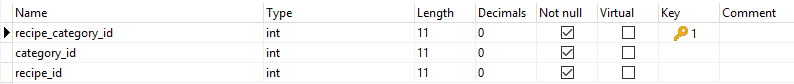 Name Type Length Decimals Not null Virtual Key Comment
recipe_category_id int 11 0 1
category_id int 11 0
recipe_id int 11 0